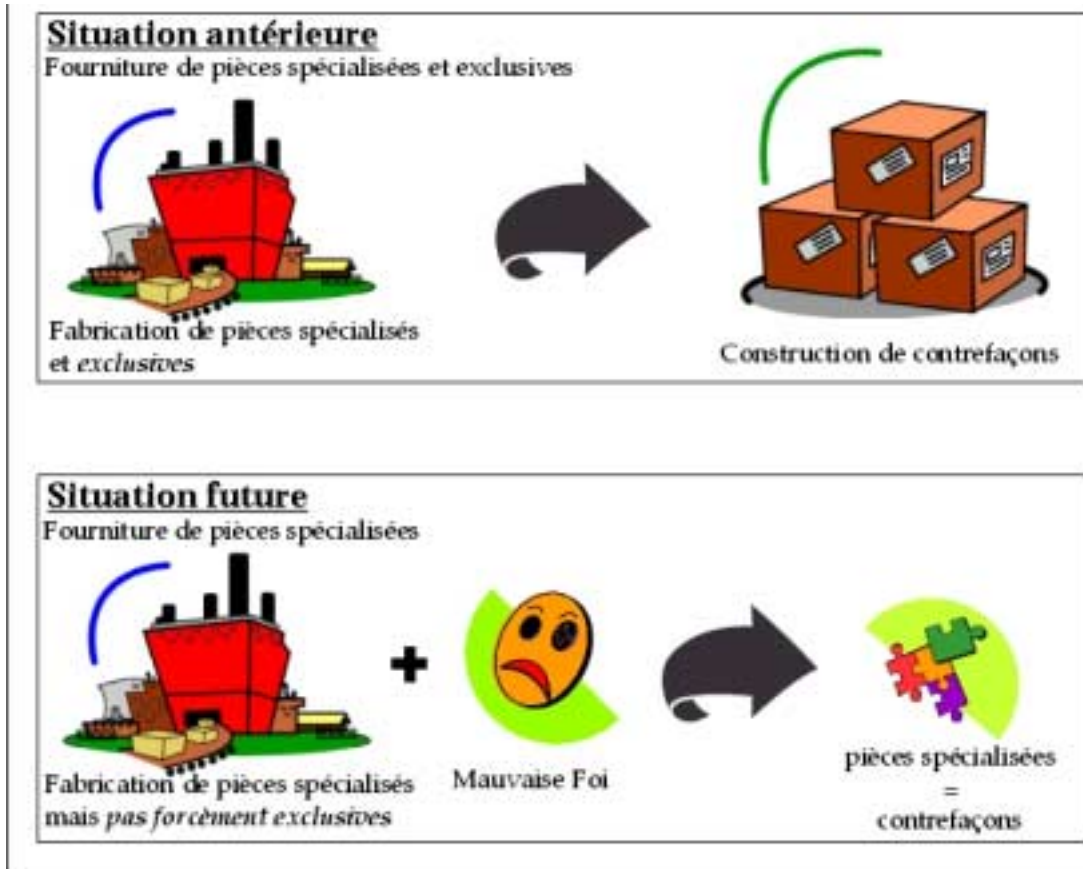 Situation antérieure
Fourniture de pièces spécialisées et exclusives
Fabrication de pièces spécialisés
et exclusives
Construction de contrefaçons
Situation future
Fourniture de pièces spécialisées
Fabrication de pièces spécialisés
mais pas forcèment exclusives
+
Mauvaise Foi
pièces spécialisées
=
contrefaçons